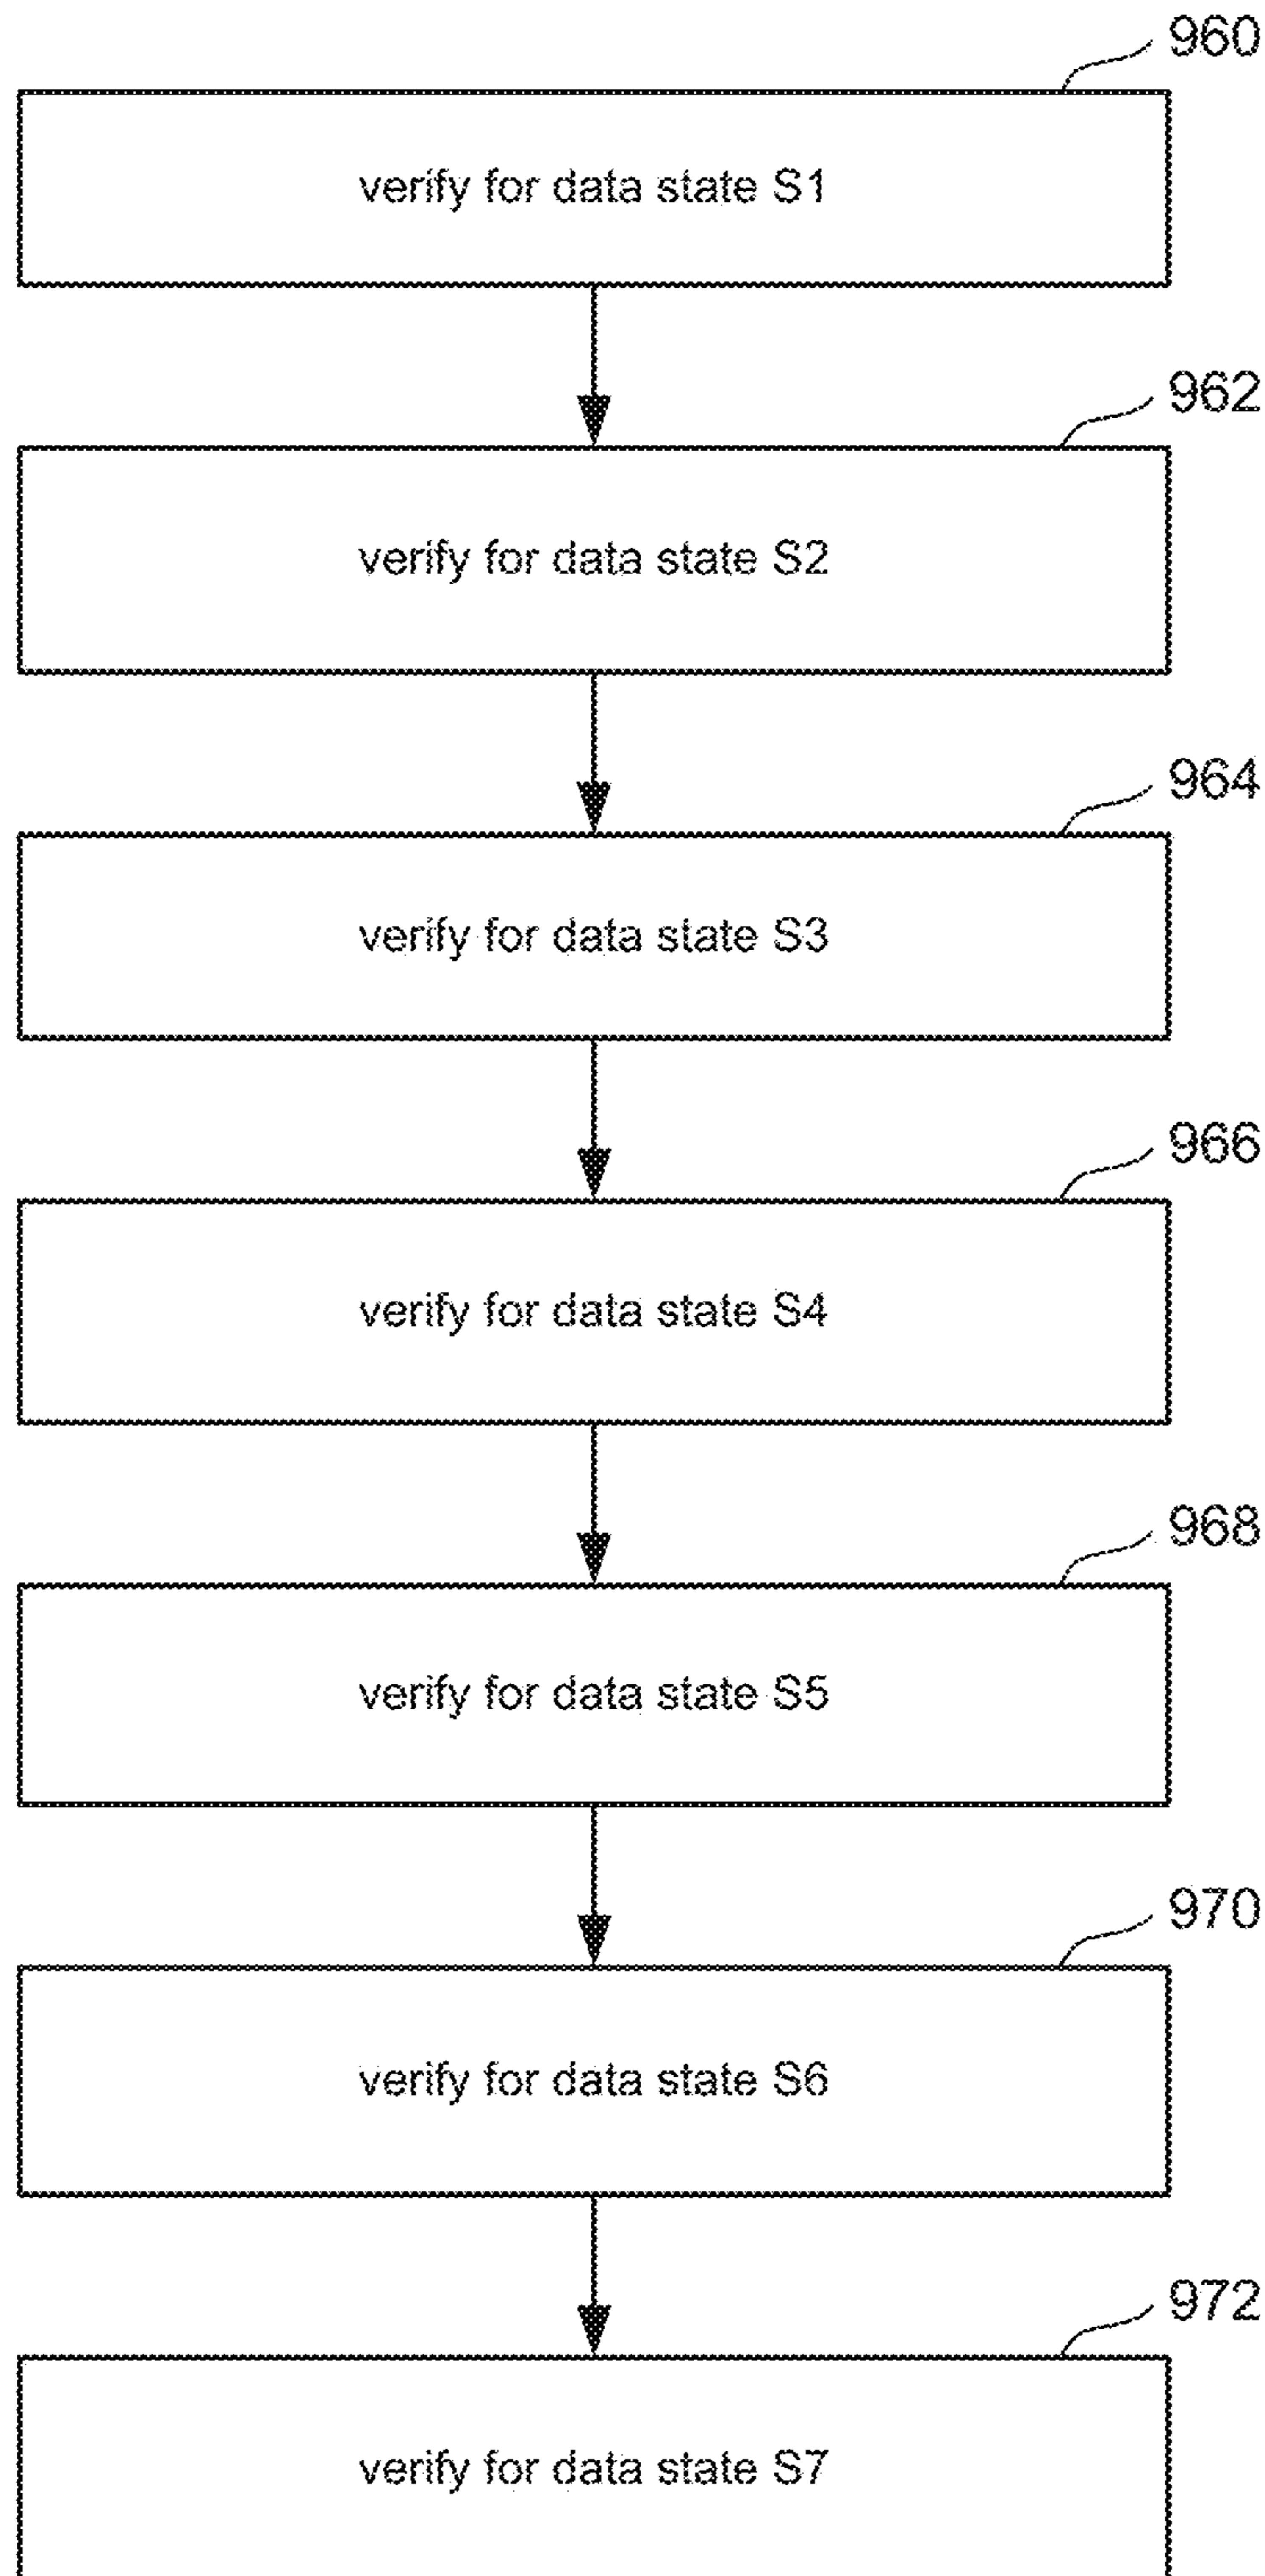 960
verify for data state S1
962
verify for data state S2
964
verify for data state S3
966
verify for data state S4
968
verify for data state S5
970
verify for data state S6
972
verify for data state S7